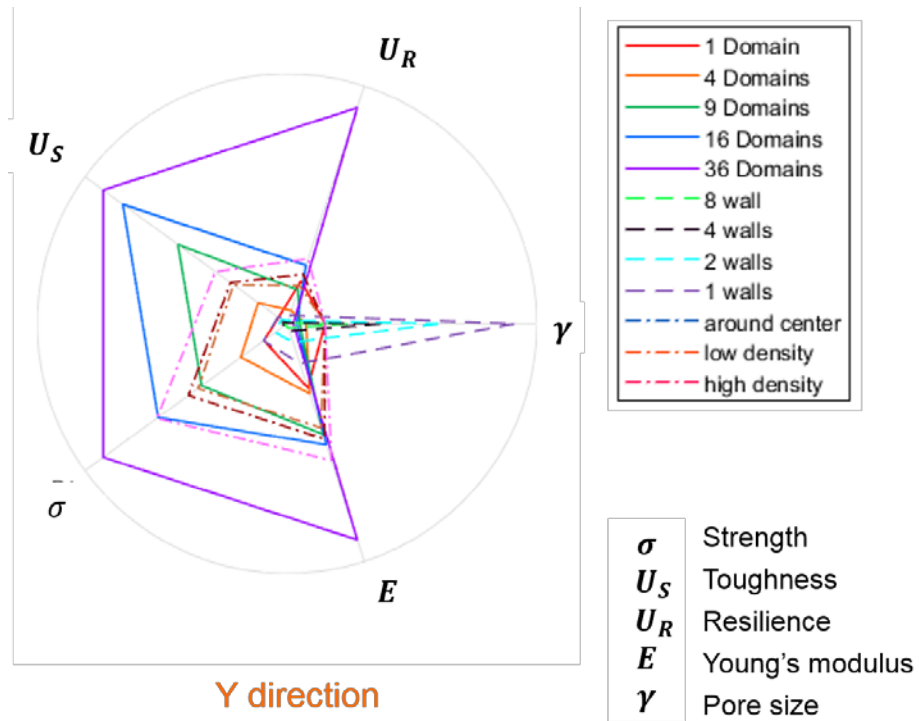 U_R
U_S
γ
σ
E
Y direction
1 Domain
4 Domains
9 Domains
16 Domains
36 Domains
8 wall
4 walls
2 walls
1 walls
around center
low density
high density
σ Strength
U_S Toughness
U_R Resilience
E Young's modulus
γ Pore size